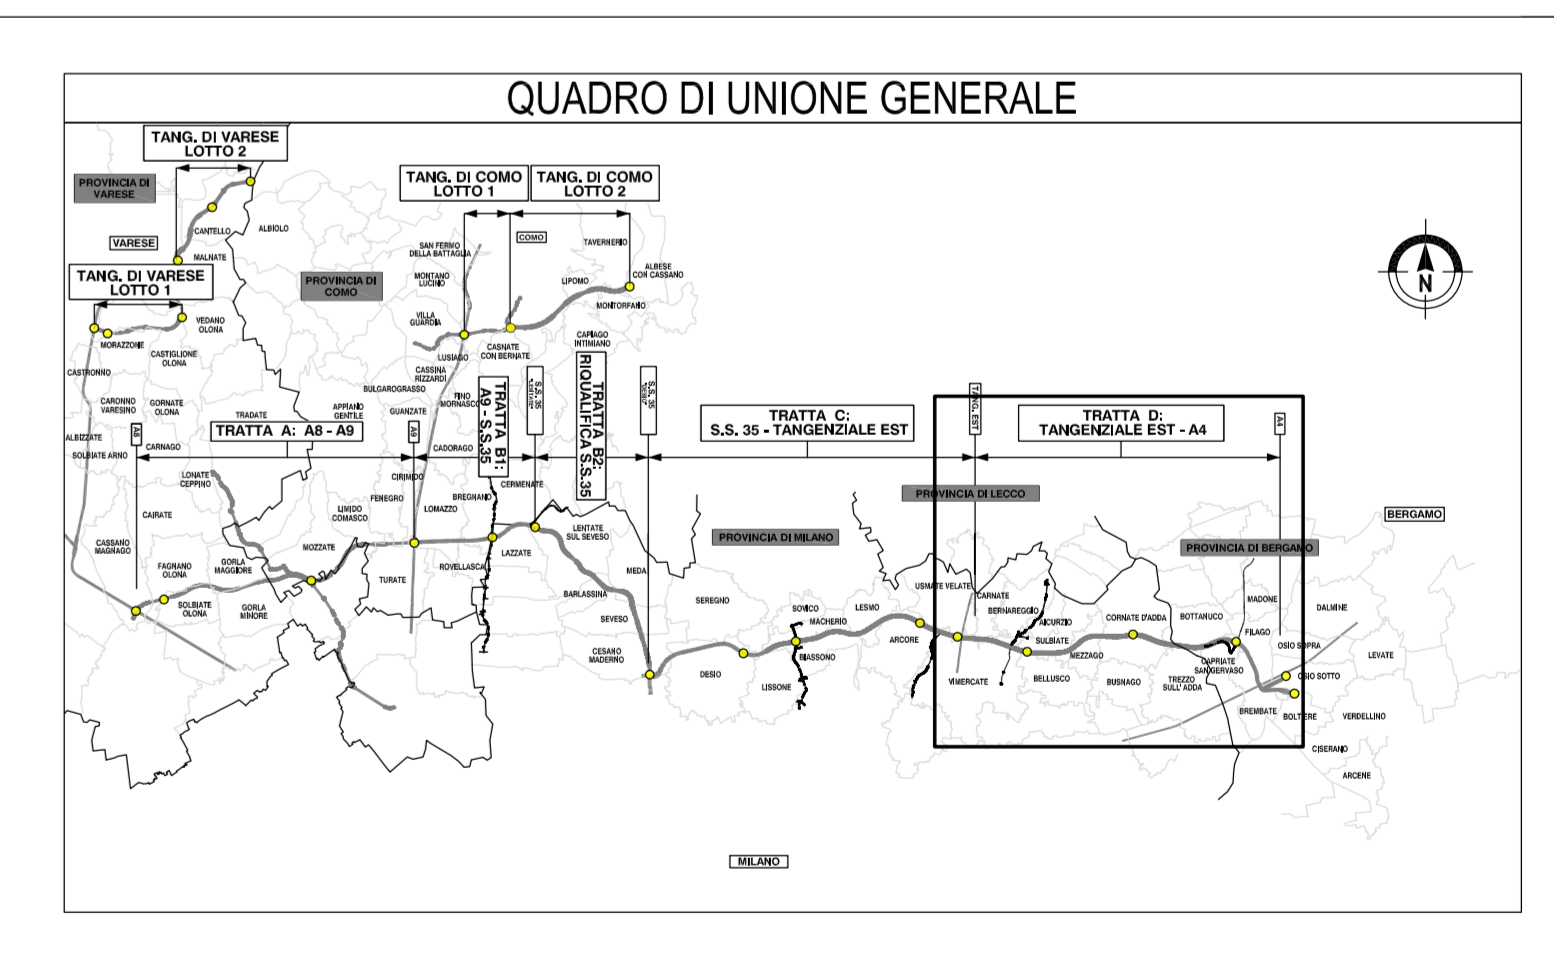 QUADRO DI UNIONE GENERALE
TANG. DI VARESE
LOTTO 2
PROVINCIA DI
VARESE
CANTELLO
ALBIOLO
VARESE
MALNATE
TANG. DI VARESE
LOTTO 1
VEDANO
OLONA
MORAZZONE
CASTIGLIONE
OLONA
CASTRONNO
CARONNO
VARESINO
GORNATE
OLONA
ALBIZZATE
SOLBIATE ARNO
CARNAGO
TRADATE
PROVINCIA DI
COMO
TANG. DI COMO
LOTTO 1
TANG. DI COMO
LOTTO 2
SAN FERMO
DELLA BATTAGLIA
COMO
TAVERNERIO
MONTANO
LUCINO
LIPOMO
ALBESE
CON CASSANO
MONTORFANO
VILLA
GUARDIA
LUSIAGO
CASNATE
CON BERNATE
CAPIAGO
INTIMIANO
CASSINA
RIZZARDI
BULGAROGRASSO
FINO
MORNASCO
APPIANO
GENTILE
GUANZATE
CADORAGO
N
A8
TRATTA A: A8 - A9
A9
TRATTA B1:
A9 - S.S.35
S.S. 35
TRATTA B2:
RIQUALIFICA S.S.35
S.S. 35
TRATTA C:
S.S. 35 - TANGENZIALE EST
TANG. EST
TRATTA D:
TANGENZIALE EST - A4
A4
LONATE
CEPPINO
CIRIMIDO
FENEGRO
LOMAZZO
BREGNANO
CERMENATE
LIMIDO
COMASCO
CAIRATE
CASSANO
MAGNAGO
FAGNANO
OLONA
GORLA
MAGGIORE
MOZZATE
SOLBIATE
OLONA
GORLA
MINORE
TURATE
ROVELLASCA
LAZZATE
LENTATE
SUL SEVESO
MEDA
BARLASSINA
SEVESO
CESANO
MADERNO
PROVINCIA DI MILANO
SEREGNO
DESIO
SOVICO
MACHERIO
BIASSONO
LISSONE
LESMO
ARCORE
PROVINCIA DI LECCO
USMATE VELATE
CARNATE
BERNAREGGIO
AICURZIO
SULBIATE
MEZZAGO
VIMERCATE
BELLUSCO
BUSNAGO
CORNATE D'ADDA
TREZZO
SULL' ADDA
BERGAMO
PROVINCIA DI BERGAMO
BOTTANUCO
MADONE
FILAGO
DALMINE
CAPRIATE
SAN GERVASO
OSIO SOPRA
LEVATE
OSIO SOTTO
BREMBATE
BOLTIERE
VERDELLINO
CISERANO
ARCENE
MILANO